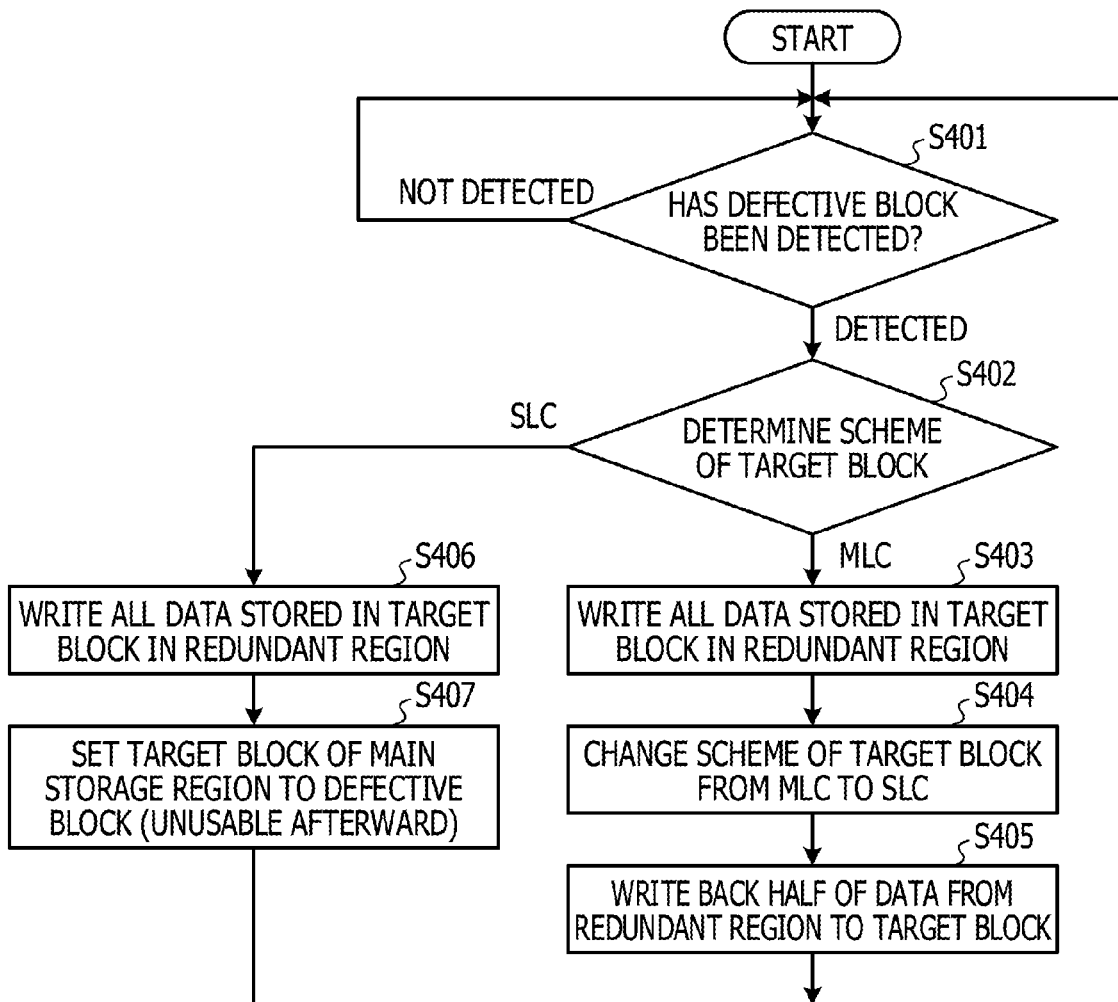 START
S401
NOT DETECTED
HAS DEFECTIVE BLOCK
BEEN DETECTED?
DETECTED
S402
SLC
DETERMINE SCHEME
OF TARGET BLOCK
MLC
S406
WRITE ALL DATA STORED IN TARGET
BLOCK IN REDUNDANT REGION
S403
WRITE ALL DATA STORED IN TARGET
BLOCK IN REDUNDANT REGION
S407
SET TARGET BLOCK OF MAIN
STORAGE REGION TO DEFECTIVE
BLOCK (UNUSABLE AFTERWARD)
S404
CHANGE SCHEME OF TARGET BLOCK
FROM MLC TO SLC
S405
WRITE BACK HALF OF DATA FROM
REDUNDANT REGION TO TARGET BLOCK